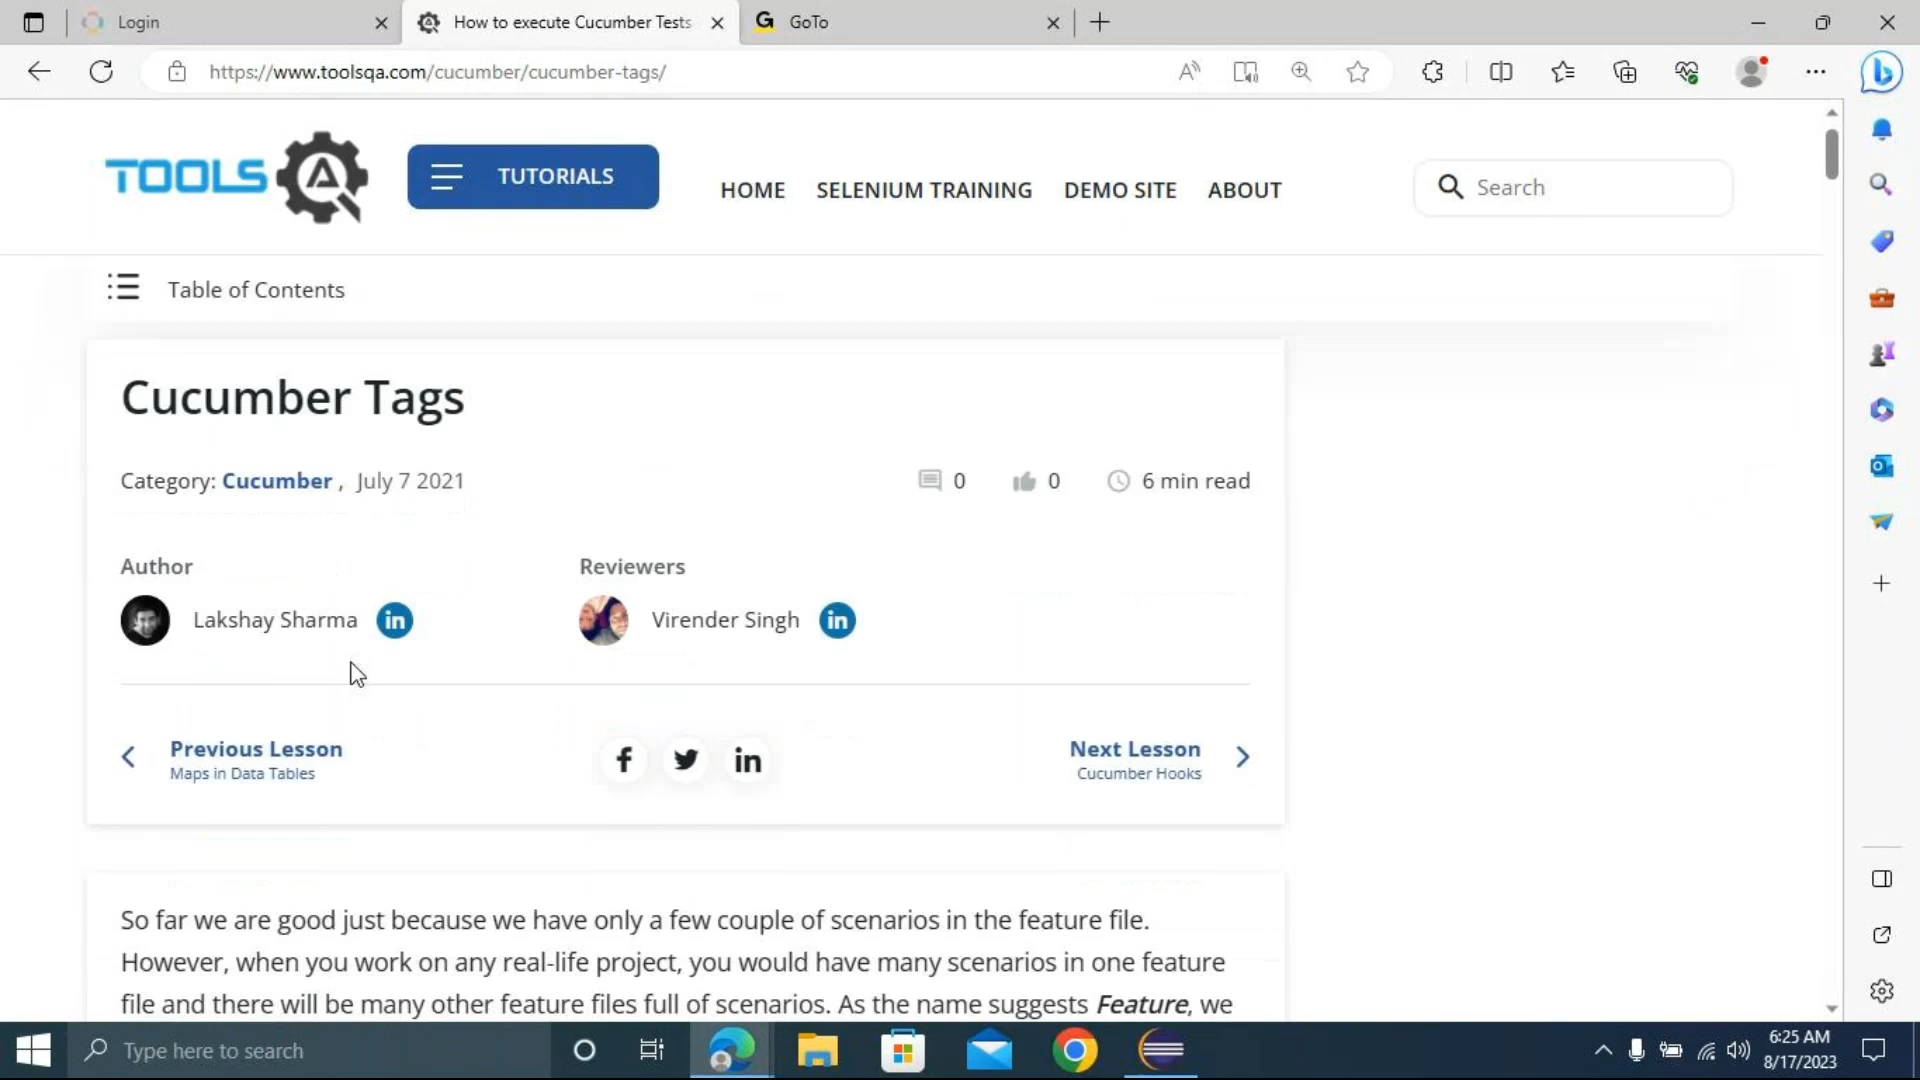 Login
How to execute Cucumber Tests
GoTo
https://www.toolsqa.com/cucumber/cucumber-tags/
TOOLS
TUTORIALS
HOME
SELENIUM TRAINING
DEMO SITE
ABOUT
Search
Table of Contents
Cucumber Tags
Category: Cucumber , July 7 2021
0
0
6 min read
Author
Reviewers
Lakshay Sharma in
Virender Singh in
Previous Lesson
Maps in Data Tables
Next Lesson
Cucumber Hooks
So far we are good just because we have only a few couple of scenarios in the feature file.
However, when you work on any real-life project, you would have many scenarios in one feature
file and there will be many other feature files full of scenarios. As the name suggests Feature, we
Type here to search
6:25 AM
8/17/2023